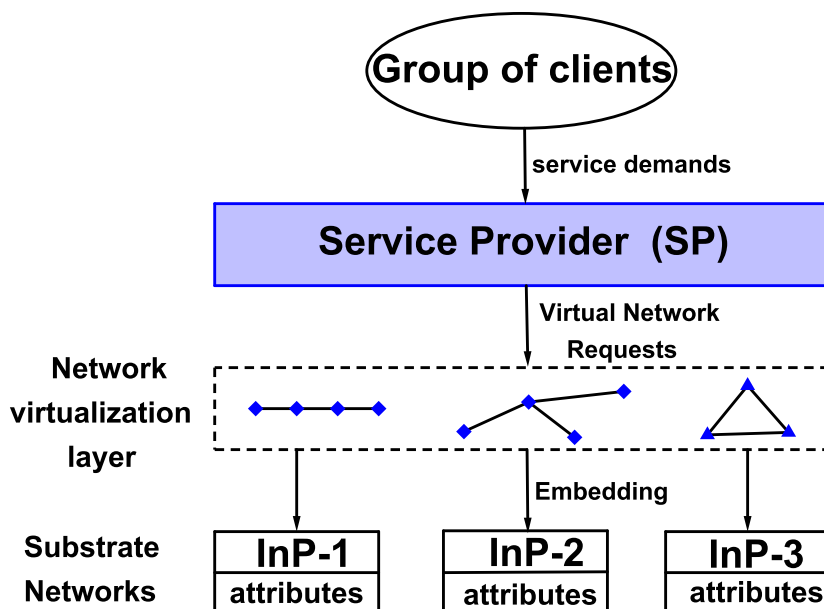 Group of clients
service demands
Service Provider (SP)
Virtual Network
Requests
Network
virtualization
layer
Embedding
Substrate
Networks
InP-1
attributes
InP-2
attributes
InP-3
attributes